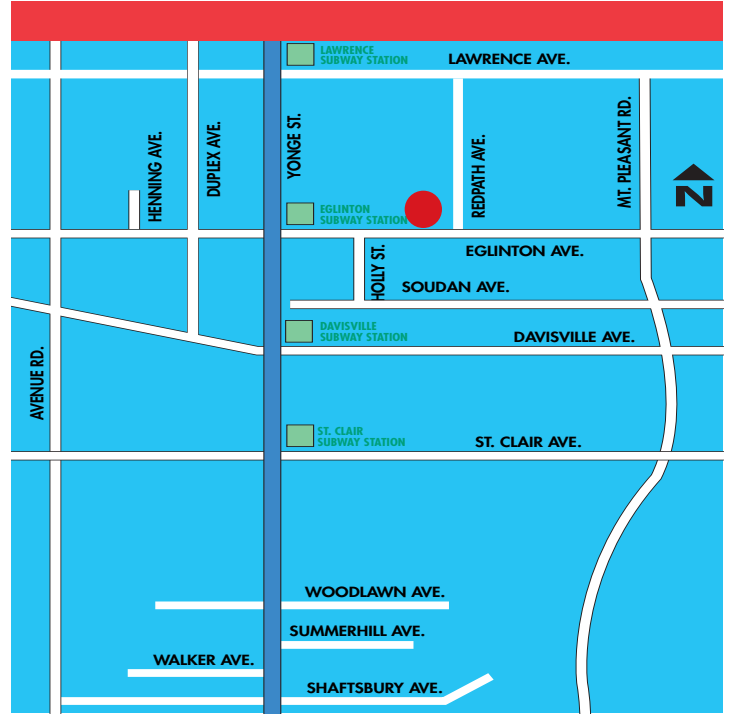 LAWRENCE
SUBWAY STATION
LAWRENCE AVE.
HENNING AVE.
DUPLEX AVE.
YONGE ST.
REDPATH AVE.
MT. PLEASANT RD.
N
EGLINTON
SUBWAY STATION
EGLINTON AVE.
HOLLY ST.
SOUDAN AVE.
DAVISVILLE
SUBWAY STATION
DAVISVILLE AVE.
AVENUE RD.
ST. CLAIR
SUBWAY STATION
ST. CLAIR AVE.
WOODLAWN AVE.
SUMMERHILL AVE.
WALKER AVE.
SHAFTSBURY AVE.